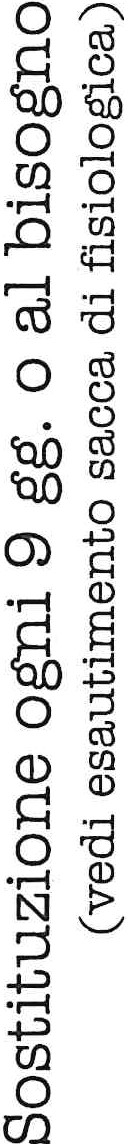 Sostituzione ogni 9 gg. o al bisogno
(vedi esautimento sacca di fisiologica)